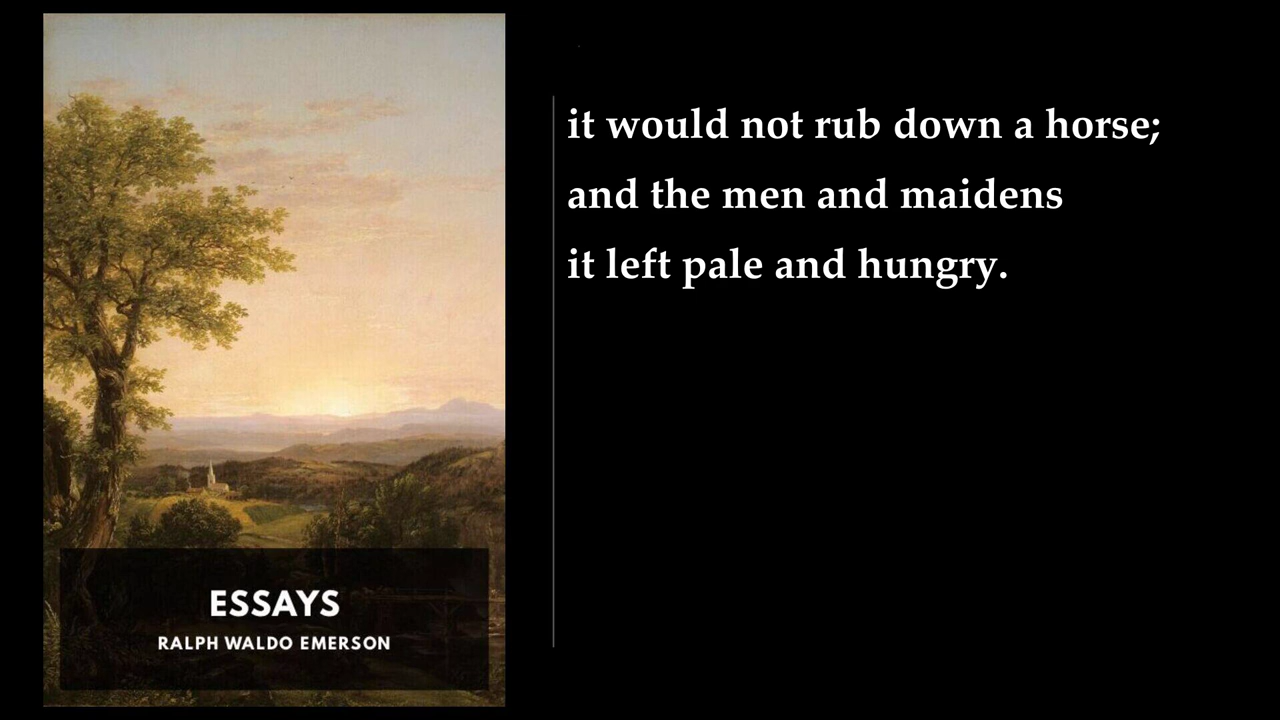 it would not rub down a horse;
and the men and maidens
it left pale and hungry.
ESSAYS
RALPH WALDO EMERSON